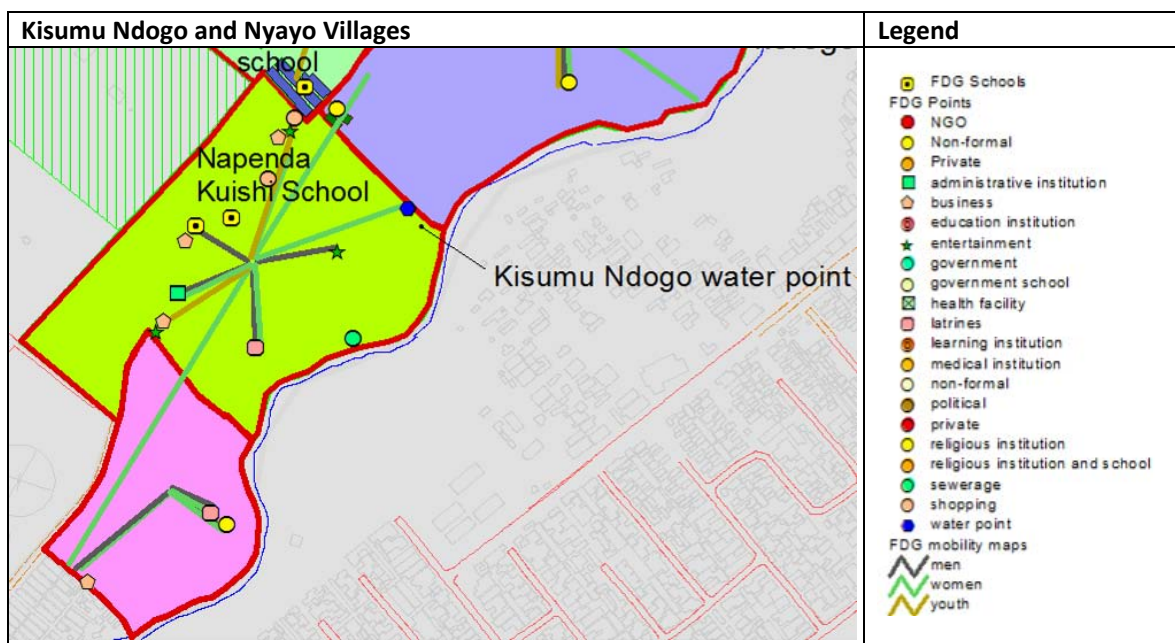 Kisumu Ndogo and Nyayo Villages
Legend
school
Napenda
Kuishi School
Kisumu Ndogo water point
FDG Schools
FDG Points
NGO
Non-formal
Private
administrative institution
business
education institution
entertainment
government
government school
health facility
latrines
learning institution
medical institution
non-formal
political
private
religious institution
religious institution and school
sewerage
shopping
water point
FDG mobility maps
men
women
youth